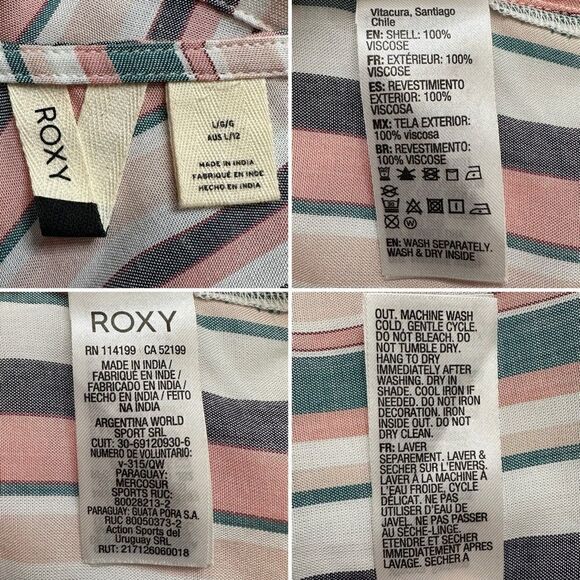 ROXY
L/G/G
AUS L/12
MADE IN INDIA
FABRIQUÉ EN INDE
HECHO EN INDIA
Vitacura, Santiago
Chile
EN: SHELL: 100%
VISCOSE
FR: EXTÉRIEUR: 100%
VISCOSE
ES: REVESTIMIENTO
EXTERIOR: 100%
VISCOSA
MX: TELA EXTERIOR:
100% viscosa
BR: REVESTIMENTO:
100% VISCOSE
EN: WASH SEPARATELY.
WASH & DRY INSIDE
ROXY
RN 114199 CA 52199
MADE IN INDIA /
FABRIQUÉ EN INDE /
FABRICADO EN INDIA /
HECHO EN INDIA / FEITO
NA ÍNDIA
ARGENTINA WORLD
SPORT SRL
CUIT: 30-69120930-6
NUMERO DE VOLUNTARIO:
v-315/QW
PARAGUAY:
MERCOSUR
SPORTS RUC:
80028213-2
PARAGUAY: GUATA PORÃ S.A.
RUC 80050373-2
Action Sports del
Uruguay SRL
RUT: 217126060018
OUT. MACHINE WASH
COLD, GENTLE CYCLE.
DO NOT BLEACH. DO
NOT TUMBLE DRY.
HANG TO DRY
IMMEDIATELY AFTER
WASHING. DRY IN
SHADE. COOL IRON IF
NEEDED. DO NOT IRON
DECORATION. IRON
INSIDE OUT. DO NOT
DRY CLEAN.
FR: LAVER
SEPAREMENT. LAVER &
SECHER SUR L'ENVERS.
LAVER À LA MACHINE À
L'EAU FROIDE, CYCLE
DÉLICAT. NE PAS
UTILISER D'EAU DE
JAVEL. NE PAS PASSER
AU SÈCHE-LINGE.
ETENDRE ET SÉCHER
IMMEDIATEMENT APRES
LAVAGE. SÉCHER A